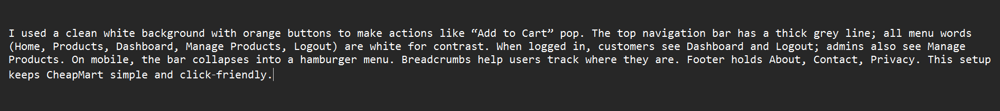 I used a clean white background with orange buttons to make actions like “Add to Cart” pop. The top navigation bar has a thick grey line; all menu words
(Home, Products, Dashboard, Manage Products, Logout) are white for contrast. When logged in, customers see Dashboard and Logout; admins also see Manage
Products. On mobile, the bar collapses into a hamburger menu. Breadcrumbs help users track where they are. Footer holds About, Contact, Privacy. This setup
keeps CheapMart simple and click-friendly.